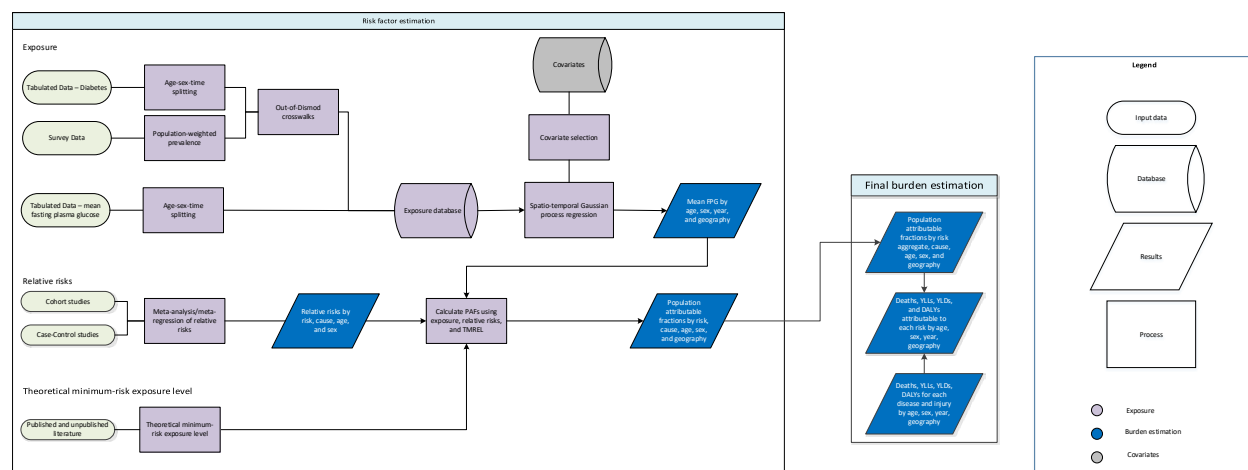 Risk factor estimation
Exposure
Tabulated Data – Diabetes
Age-sex-time
splitting
Survey Data
Population-weighted
prevalence
Out-of-Dismod
crosswalks
Tabulated Data – mean
fasting plasma glucose
Age-sex-time
splitting
Exposure database
Covariates
Covariate selection
Spatio-temporal Gaussian
process regression
Mean FPG by
age, sex, year,
and geography
Relative risks
Cohort studies
Case-Control studies
Meta-analysis/meta-
regression of relative
risks
Relative risks by
risk, cause, age,
and sex
Calculate PAFs using
exposure, relative risks,
and TMREL
Population
attributable
fractions by risk,
cause, age, sex,
and geography
Theoretical minimum-risk exposure level
Published and unpublished
literature
Theoretical minimum-
risk exposure level
Final burden estimation
Population
attributable
fractions by risk
aggregate, cause,
age, sex, and
geography
Deaths, YLLs, YLDs,
and DALYs
attributable to
each risk by age,
sex, year,
geography
Deaths, YLLs, YLDs,
DALYs for each
disease and injury
by age, sex, year,
geography
Legend
Input data
Database
Results
Process
Exposure
Burden estimation
Covariates